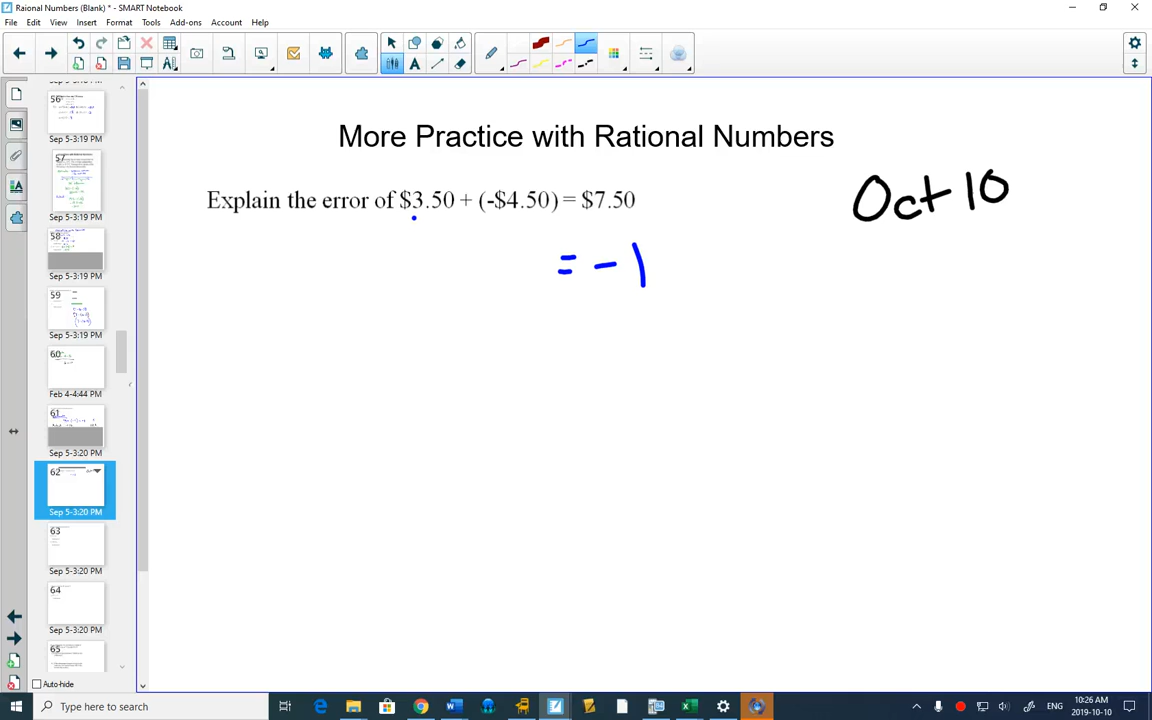 Raional Numbers (Blank) * - SMART Notebook
File Edit View Insert Format Tools Add-ons Account Help
More Practice with Rational Numbers
Oct 10
Explain the error of $3.50 + (-$4.50) = $7.50
= - 1
56
Sep 5-3:19 PM
57
Sep 5-3:19 PM
58
Sep 5-3:19 PM
59
Sep 5-3:19 PM
60
Feb 4-4:44 PM
61
Sep 5-3:20 PM
62
Sep 5-3:20 PM
63
Sep 5-3:20 PM
64
Sep 5-3:20 PM
65
Auto-hide
Type here to search
ENG
10:26 AM
2019-10-10